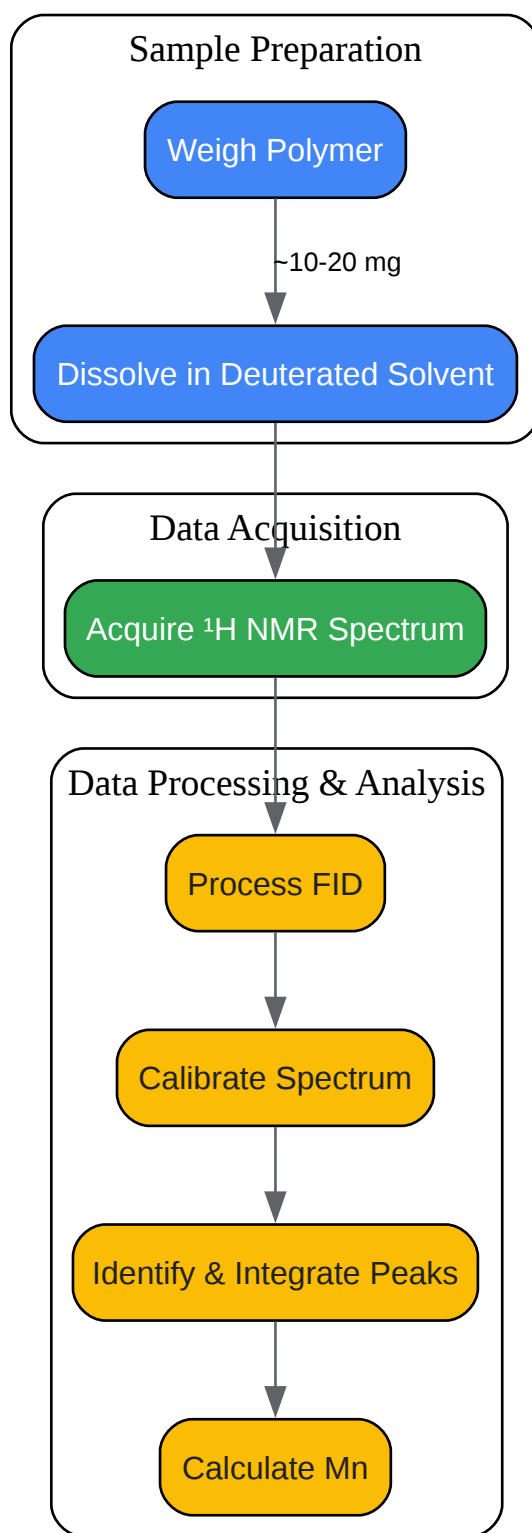 Sample Preparation
Weigh Polymer
~10-20 mg
Dissolve in Deuterated Solvent
Data Acquisition
Acquire ¹H NMR Spectrum
Data Processing & Analysis
Process FID
Calibrate Spectrum
Identify & Integrate Peaks
Calculate Mn